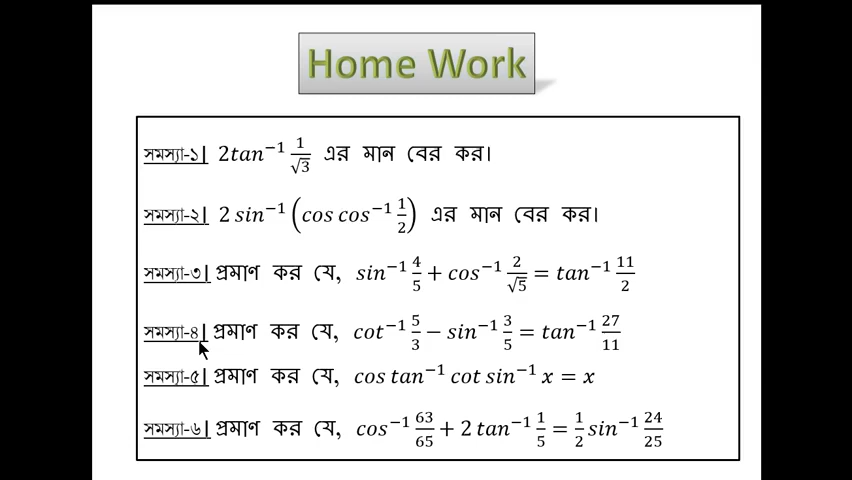 Home Work
সমস্যা-১| 2tan⁻¹ 1/√3 এর মান বের কর।
সমস্যা-২| 2 sin⁻¹ (cos cos⁻¹ 1/2) এর মান বের কর।
সমস্যা-৩| প্রমাণ কর যে, sin⁻¹ 4/5 + cos⁻¹ 2/√5 = tan⁻¹ 11/2
সমস্যা-৪| প্রমাণ কর যে, cot⁻¹ 5/3 − sin⁻¹ 3/5 = tan⁻¹ 27/11
সমস্যা-৫| প্রমাণ কর যে, cos tan⁻¹ cot sin⁻¹ x = x
সমস্যা-৬| প্রমাণ কর যে, cos⁻¹ 63/65 + 2 tan⁻¹ 1/5 = 1/2 sin⁻¹ 24/25